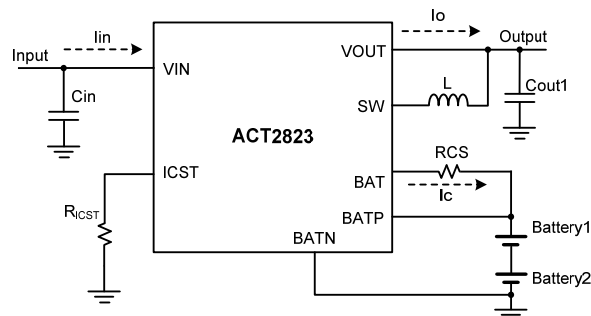 Iin
Io
Input
Output
VIN
VOUT
Cin
L
Cout1
SW
ACT2823
RCS
ICST
BAT
Ic
RICST
BATP
Battery1
BATN
Battery2